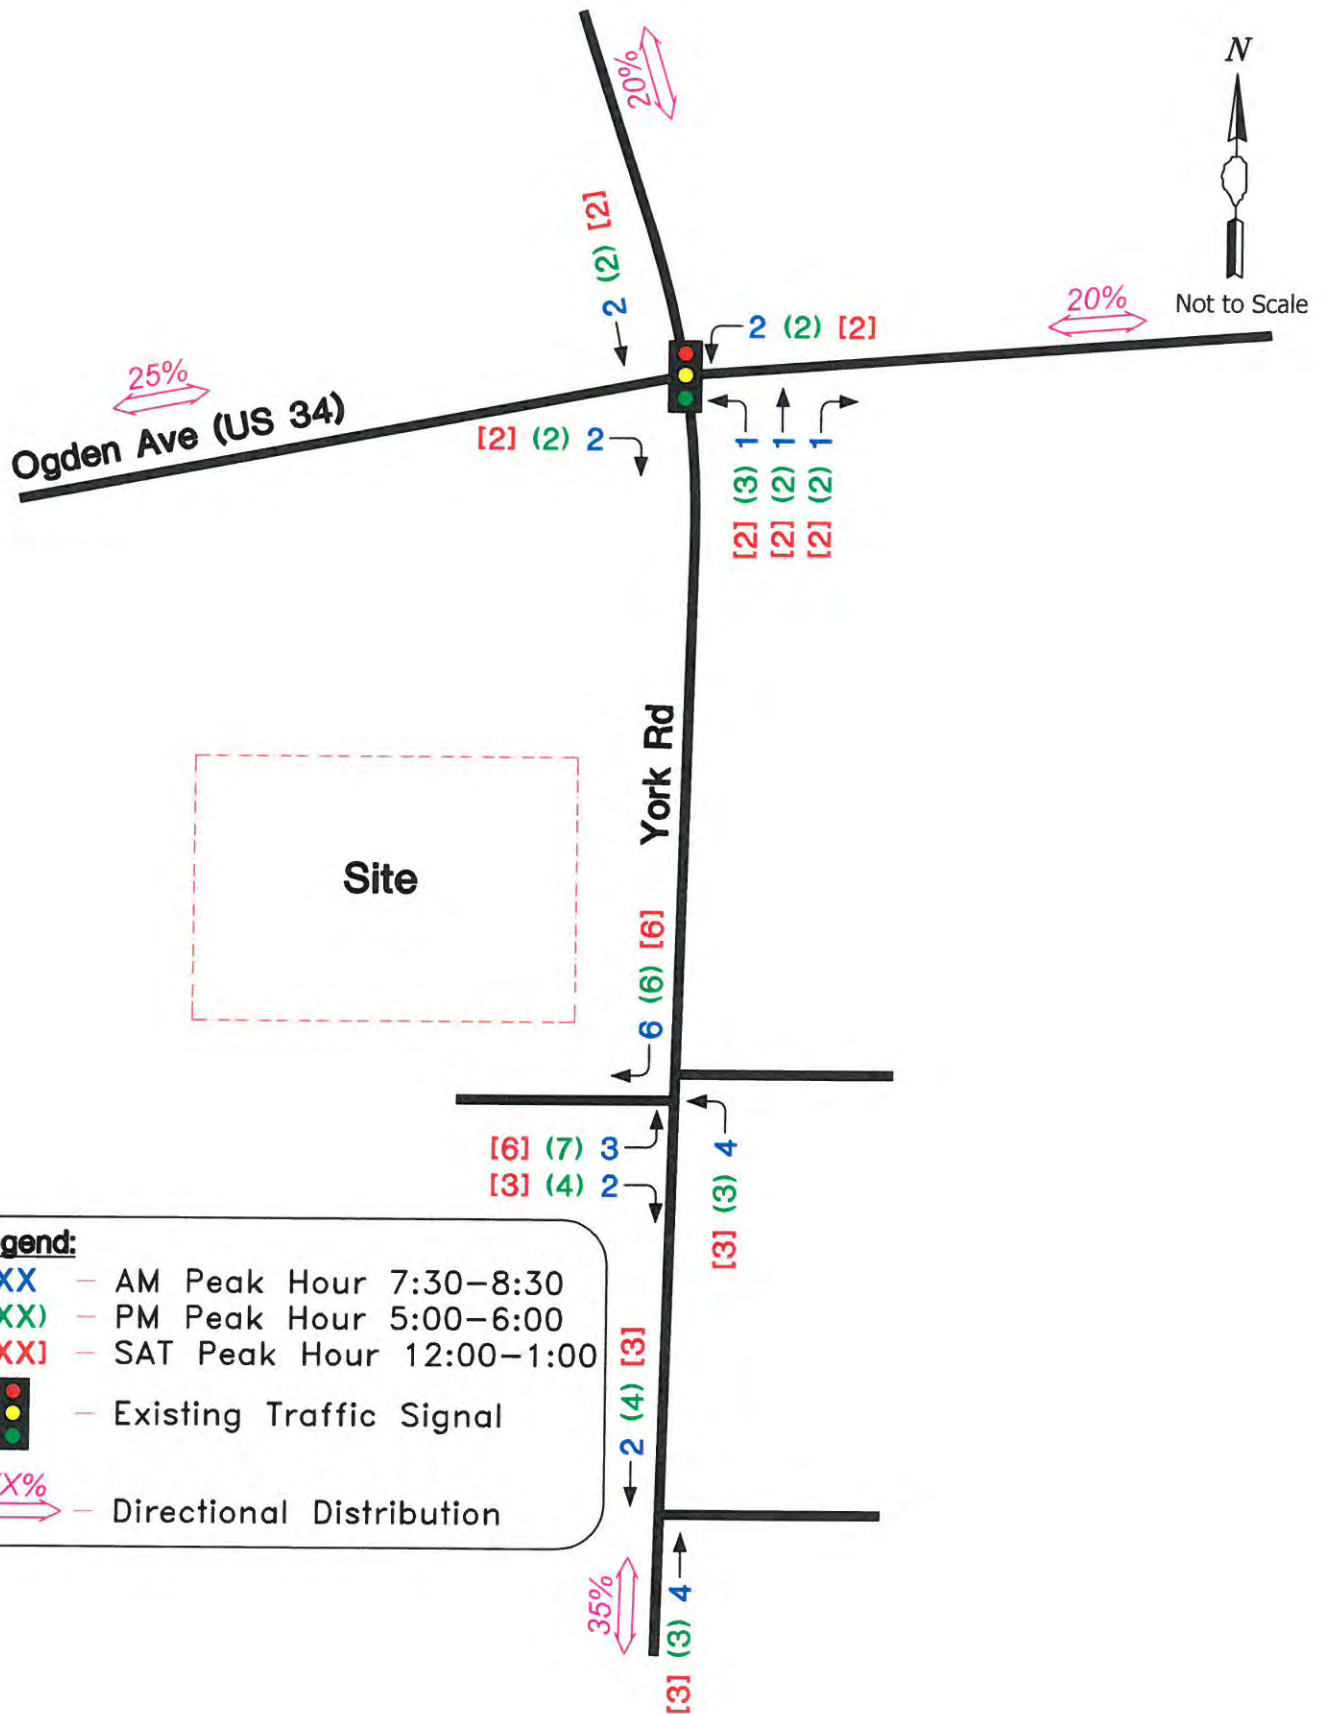 20%
N
Not to Scale
2 (2) [2]
2 (2) [2]
20%
25%
Ogden Ave (US 34)
[2] (2) 2
[2] (3) 1
[2] (2) 1
[2] (2) 1
York Rd
Site
6 (6) [6]
[6] (7) 3
[3] (4) 2
[3] (3) 4
gend:
XX – AM Peak Hour 7:30–8:30
XX) – PM Peak Hour 5:00–6:00
XX] – SAT Peak Hour 12:00–1:00
– Existing Traffic Signal
X% – Directional Distribution
2 (4) [3]
35%
[3] (3) 4